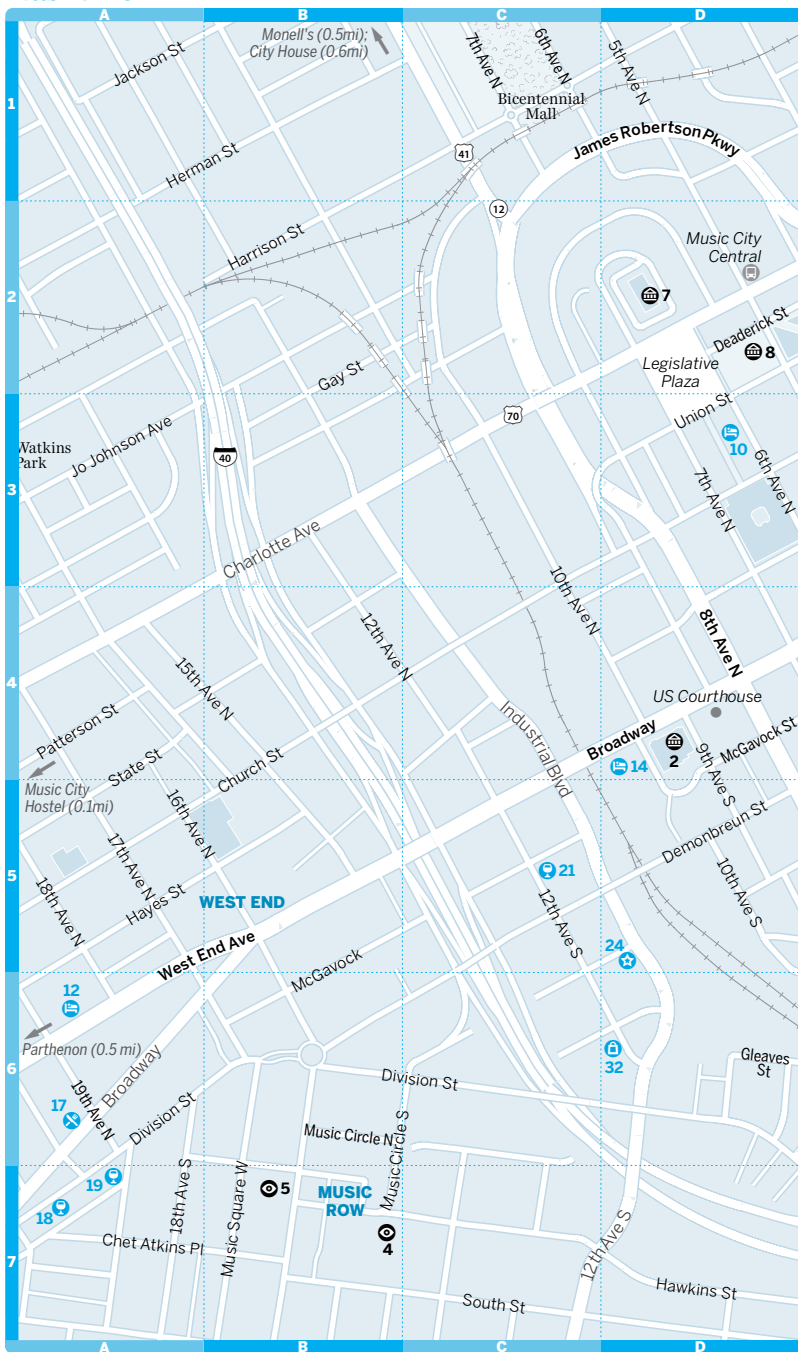 A B C D
1
2
3
4
5
6
7
Monell's (0.5mi);
City House (0.6mi)
Jackson St
7th Ave N
6th Ave N
5th Ave N
Bicentennial
Mall
James Robertson Pkwy
41
Herman St
12
Harrison St
Music City
Central
7
Deaderick St
8
Legislative
Plaza
Gay St
70
Union St
10
Watkins
Park
Jo Johnson Ave
40
7th Ave N
6th Ave N
Charlotte Ave
10th Ave N
12th Ave N
8th Ave N
15th Ave N
US Courthouse
Patterson St
Industrial Blvd
Broadway
2
14
9th Ave S
McGavock St
State St
Church St
Music City
Hostel (0.1mi)
16th Ave N
17th Ave N
Demonbreun St
18th Ave N
Hayes St
21
WEST END
12th Ave S
10th Ave S
West End Ave
24
McGavock
12
Parthenon (0.5 mi)
Broadway
32
Gleaves
St
Division St
17
19th Ave N
Division St
Music Circle N
Music Circle S
19
18
18th Ave S
Music Square W
5
MUSIC
ROW
4
Chet Atkins Pl
12th Ave S
Hawkins St
South St
A B C D